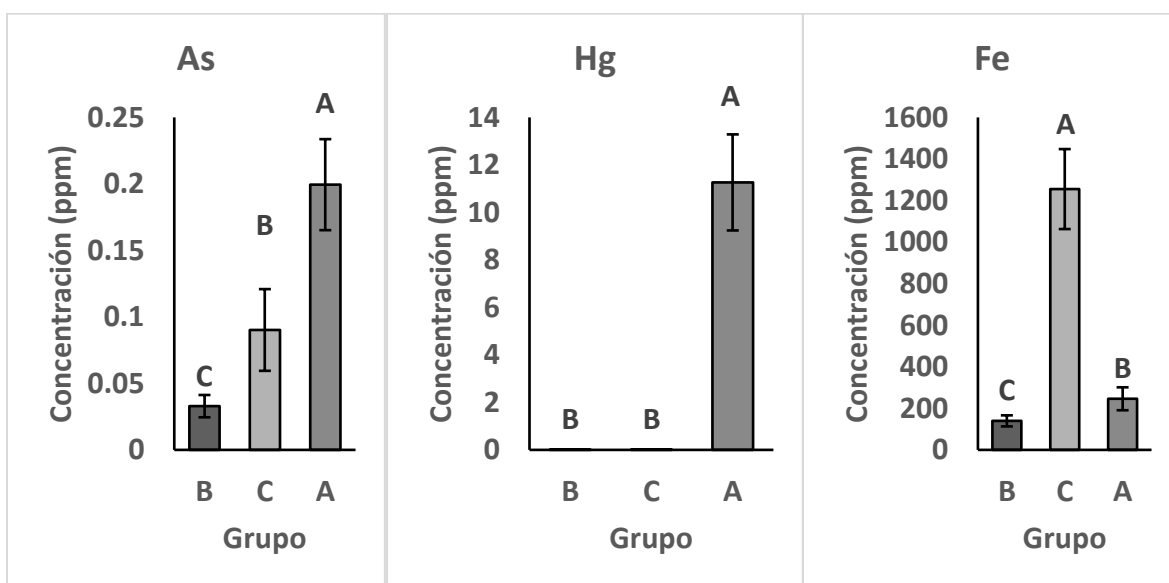 As
Concentración (ppm)
0.25
0.2
0.15
0.1
0.05
0
C
B
A
B C A
Grupo
Hg
Concentración (ppm)
14
12
10
8
6
4
2
0
B
B
A
B C A
Grupo
Fe
Concentración (ppm)
1600
1400
1200
1000
800
600
400
200
0
C
A
B
B C A
Grupo